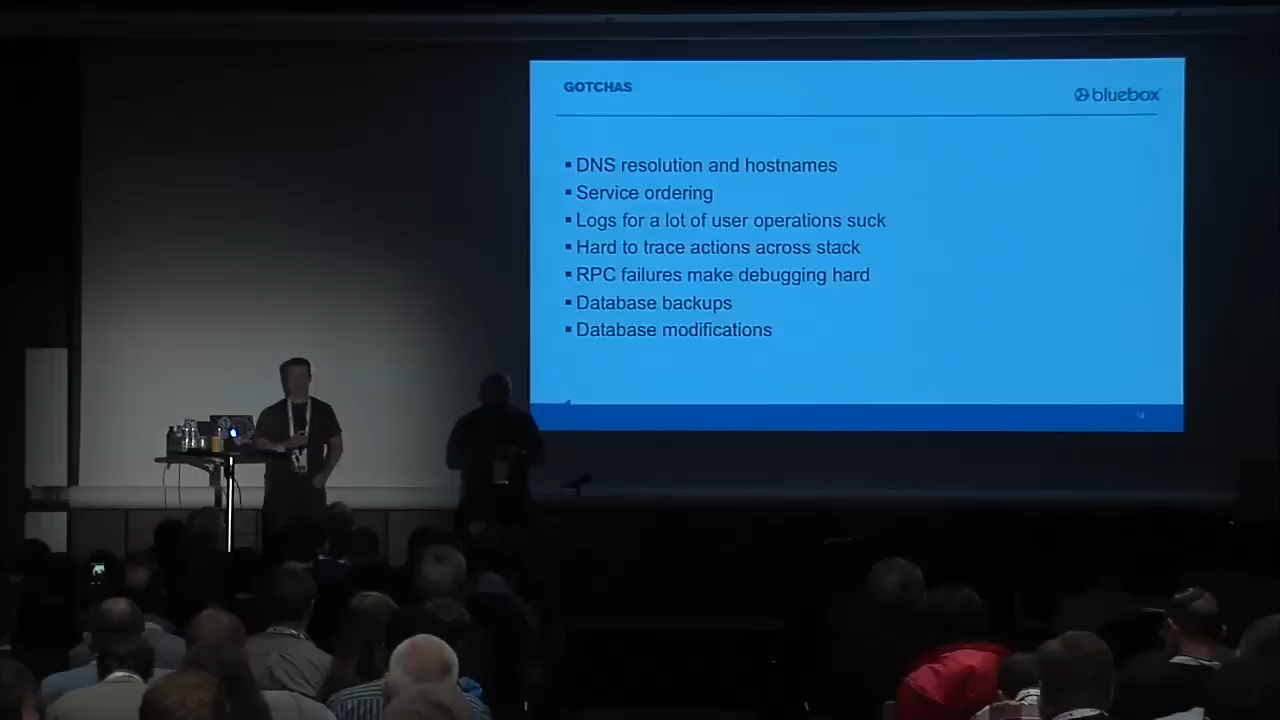 GOTCHAS
bluebox
▪ DNS resolution and hostnames
▪ Service ordering
▪ Logs for a lot of user operations suck
▪ Hard to trace actions across stack
▪ RPC failures make debugging hard
▪ Database backups
▪ Database modifications